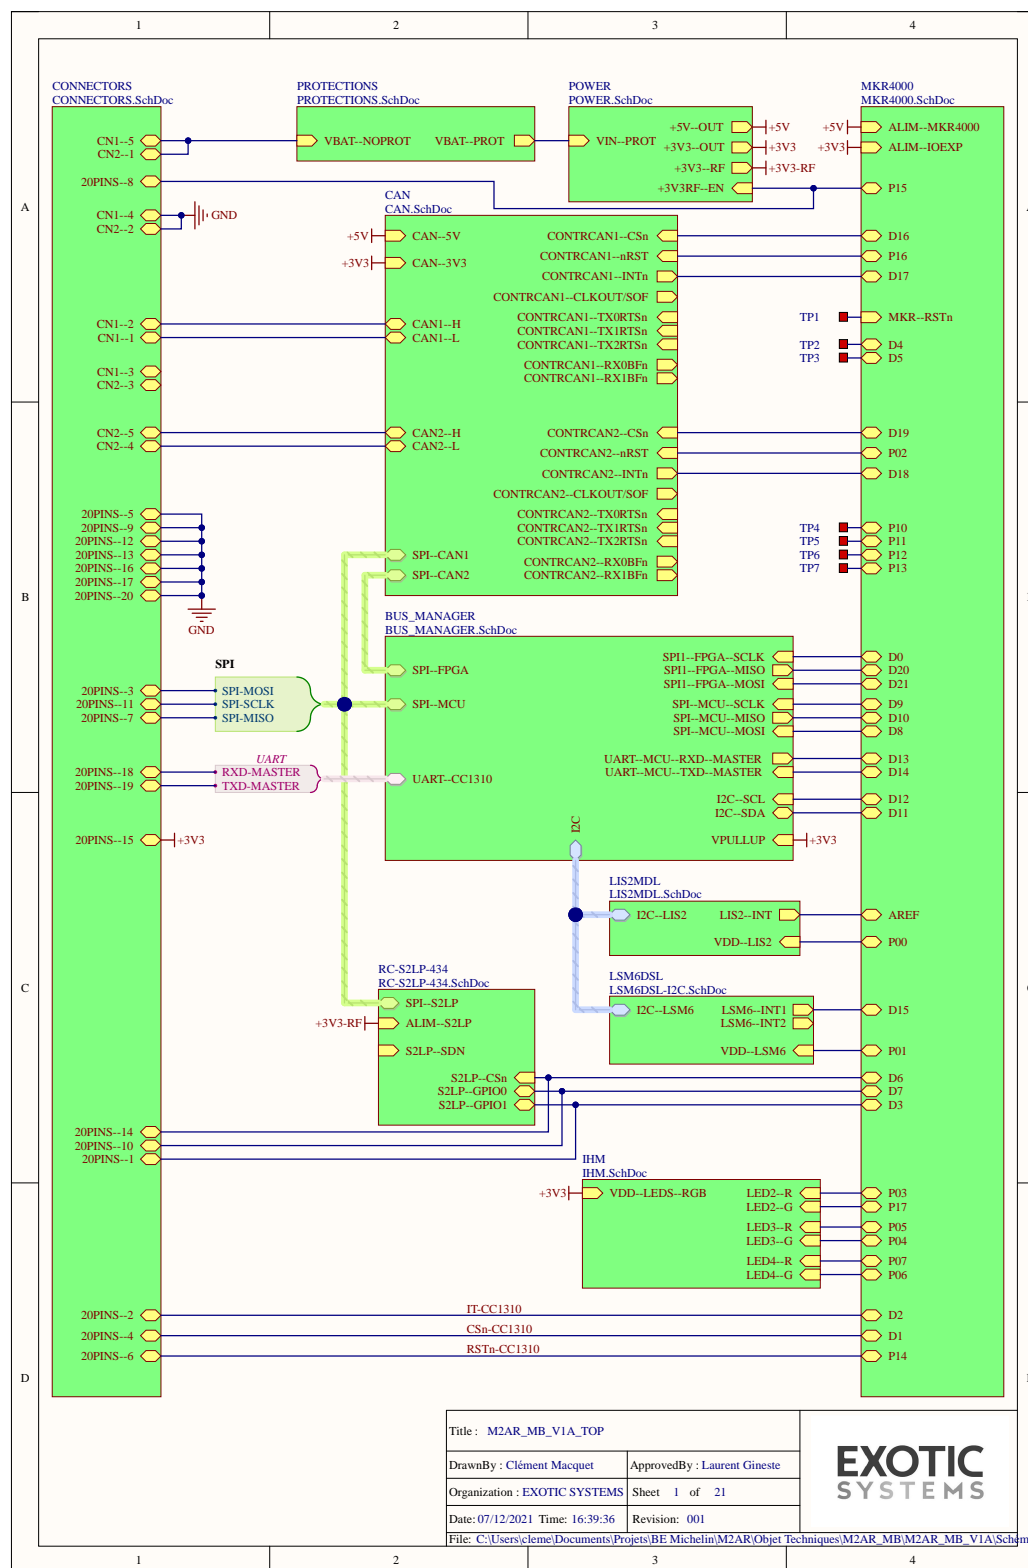 1 2 3 4
CONNECTORS
CONNECTORS.SchDoc
PROTECTIONS
PROTECTIONS.SchDoc
POWER
POWER.SchDoc
MKR4000
MKR4000.SchDoc
CN1--5
CN2--1
20PINS--8
CN1--4
CN2--2
GND
VBAT--NOPROT VBAT--PROT
VIN--PROT
+5V--OUT +5V
+3V3--OUT +3V3
+3V3--RF +3V3-RF
+3V3RF--EN
+5V ALIM--MKR4000
+3V3 ALIM--IOEXP
P15
A
CAN
CAN.SchDoc
+5V CAN--5V
+3V3 CAN--3V3
CONTRCAN1--CSn D16
CONTRCAN1--nRST P16
CONTRCAN1--INTn D17
CONTRCAN1--CLKOUT/SOF
CN1--2 CAN1--H CONTRCAN1--TX0RTSn TP1 MKR--RSTn
CN1--1 CAN1--L CONTRCAN1--TX1RTSn
CONTRCAN1--TX2RTSn TP2 D4
TP3 D5
CN1--3 CONTRCAN1--RX0BFn
CN2--3 CONTRCAN1--RX1BFn
CN2--5 CAN2--H CONTRCAN2--CSn D19
CN2--4 CAN2--L CONTRCAN2--nRST P02
CONTRCAN2--INTn D18
CONTRCAN2--CLKOUT/SOF
20PINS--5 CONTRCAN2--TX0RTSn
20PINS--9 CONTRCAN2--TX1RTSn TP4 P10
20PINS--12 CONTRCAN2--TX2RTSn TP5 P11
20PINS--13 SPI--CAN1 CONTRCAN2--RX0BFn TP6 P12
20PINS--16 SPI--CAN2 CONTRCAN2--RX1BFn TP7 P13
20PINS--17
20PINS--20
B
GND
BUS_MANAGER
BUS_MANAGER.SchDoc
SPI
SPI--FPGA
SPI1--FPGA--SCLK D0
SPI1--FPGA--MISO D20
SPI1--FPGA--MOSI D21
20PINS--3 SPI-MOSI
20PINS--11 SPI-SCLK SPI--MCU SPI--MCU--SCLK D9
20PINS--7 SPI-MISO SPI--MCU--MISO D10
SPI--MCU--MOSI D8
UART
20PINS--18 RXD-MASTER UART--MCU--RXD--MASTER D13
20PINS--19 TXD-MASTER UART--CC1310 UART--MCU--TXD--MASTER D14
I2C--SCL D12
I2C--SDA D11
20PINS--15 +3V3 I2C VPULLUP +3V3
LIS2MDL
LIS2MDL.SchDoc
I2C--LIS2 LIS2--INT AREF
VDD--LIS2 P00
C
RC-S2LP-434
RC-S2LP-434.SchDoc
LSM6DSL
LSM6DSL-I2C.SchDoc
SPI--S2LP
+3V3-RF ALIM--S2LP
S2LP--SDN
I2C--LSM6 LSM6--INT1 D15
LSM6--INT2
VDD--LSM6 P01
S2LP--CSn D6
S2LP--GPIO0 D7
S2LP--GPIO1 D3
20PINS--14
20PINS--10
20PINS--1
IHM
IHM.SchDoc
+3V3 VDD--LEDS--RGB LED2--R P03
LED2--G P17
LED3--R P05
LED3--G P04
LED4--R P07
LED4--G P06
20PINS--2 IT-CC1310 D2
20PINS--4 CSn-CC1310 D1
20PINS--6 RSTn-CC1310 P14
D
Title : M2AR_MB_V1A_TOP
DrawnBy : Clément Macquet ApprovedBy : Laurent Gineste
Organization : EXOTIC SYSTEMS Sheet 1 of 21
Date: 07/12/2021 Time: 16:39:36 Revision: 001
File: C:\Users\cleme\Documents\Projets\BE Michelin\M2AR\Objet Techniques\M2AR_MB\M2AR_MB_V1A\Schem
EXOTIC
SYSTEMS
1 2 3 4